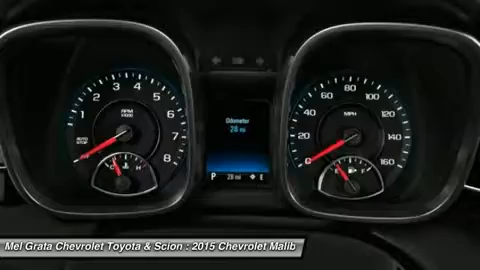 Odometer
28 mi
P 28 mi E
1 2 3 4 5 6 7 8
RPM
X1000
AUTO
STOP
C H
0 20 40 60 80 100 120 140 160
MPH
E F
Mel Grata Chevrolet Toyota & Scion : 2015 Chevrolet Malib